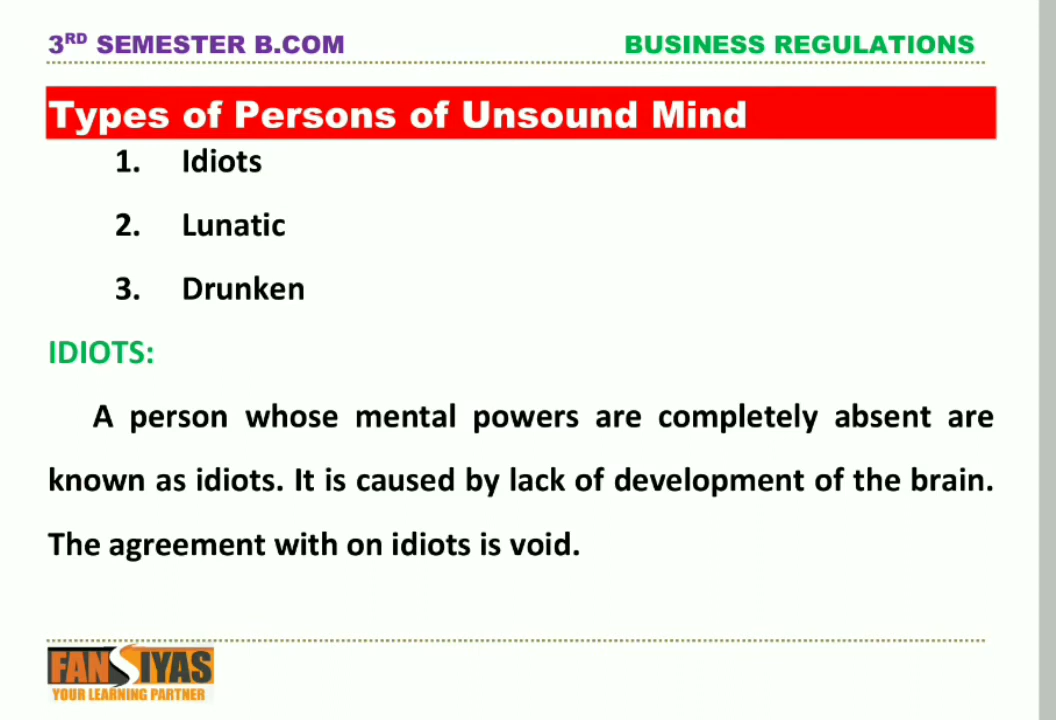 3RD SEMESTER B.COM BUSINESS REGULATIONS
Types of Persons of Unsound Mind
1. Idiots
2. Lunatic
3. Drunken
IDIOTS:
A person whose mental powers are completely absent are
known as idiots. It is caused by lack of development of the brain.
The agreement with on idiots is void.
FANSIYAS
YOUR LEARNING PARTNER